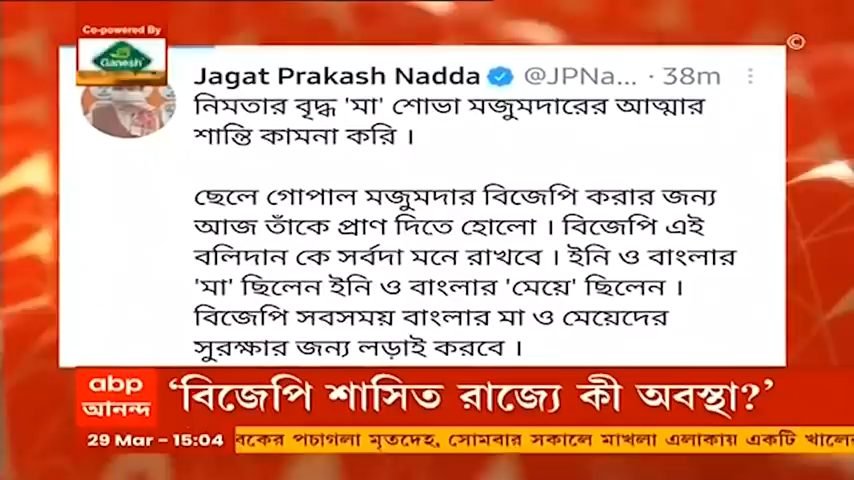 Co-powered By
Ganesh
©
Jagat Prakash Nadda @JPNa... · 38m
নিমতার বৃদ্ধ 'মা' শোভা মজুমদারের আত্মার
শান্তি কামনা করি ।
ছেলে গোপাল মজুমদার বিজেপি করার জন্য
আজ তাঁকে প্রাণ দিতে হোলো । বিজেপি এই
বলিদান কে সর্বদা মনে রাখবে । ইনি ও বাংলার
'মা' ছিলেন ইনি ও বাংলার 'মেয়ে' ছিলেন ।
বিজেপি সবসময় বাংলার মা ও মেয়েদের
সুরক্ষার জন্য লড়াই করবে ।
abp
আনন্দ
‘বিজেপি শাসিত রাজ্যে কী অবস্থা?’
29 Mar - 15:04
বকের পচাগলা মৃতদেহ, সোমবার সকালে মাখলা এলাকায় একটি খালের